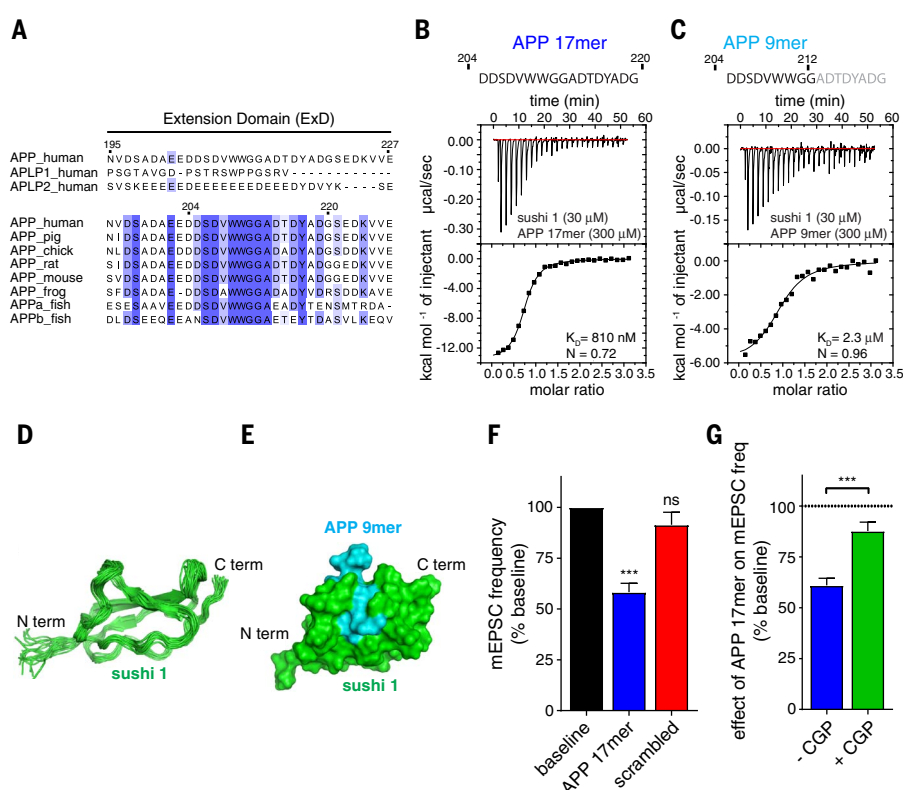 A
Extension Domain (ExD)
195 227
APP_human NVDSADAEEDDSDVWWGGADTDYADGSEDKVVE
APLP1_human PSGTAVGD-PSTRSWPPGSRV------------
APLP2_human SVSKEEEEEDEEEEEEEDEEEDYDVYK-----SE
204 220
APP_human NVDSADAEEDDSDVWWGGADTDYADGSEDKVVE
APP_pig
APP_chick
APP_rat
APP_mouse
APP_frog
APPa_fish
APPb_fish
B
APP 17mer
204 220
DDSDVWWGGADTDYADG
time (min)
0 10 20 30 40 50 60
0.00
-0.10
-0.20
-0.30
µcal/sec
sushi 1 (30 µM)
APP 17mer (300 µM)
0.00
-4.00
-8.00
-12.00
kcal mol -1 of injectant
K_D= 810 nM
N = 0.72
0.0 0.5 1.0 1.5 2.0 2.5 3.0 3.5
molar ratio
C
APP 9mer
204 212
DDSDVWWGGADTDYADG
time (min)
0 10 20 30 40 50 60
0.00
-0.05
-0.10
-0.15
µcal/sec
sushi 1 (30 µM)
APP 9mer (300 µM)
0.00
-2.00
-4.00
-6.00
kcal mol -1 of injectant
K_D= 2.3 µM
N = 0.96
0.0 0.5 1.0 1.5 2.0 2.5 3.0 3.5
molar ratio
D
C term
N term
sushi 1
E
APP 9mer
C term
N term
sushi 1
F
mEPSC frequency
(% baseline)
100
75
50
25
0
***
ns
baseline
APP 17mer
scrambled
G
effect of APP 17mer on mEPSC freq
(% baseline)
100
75
50
25
0
***
- CGP
+ CGP